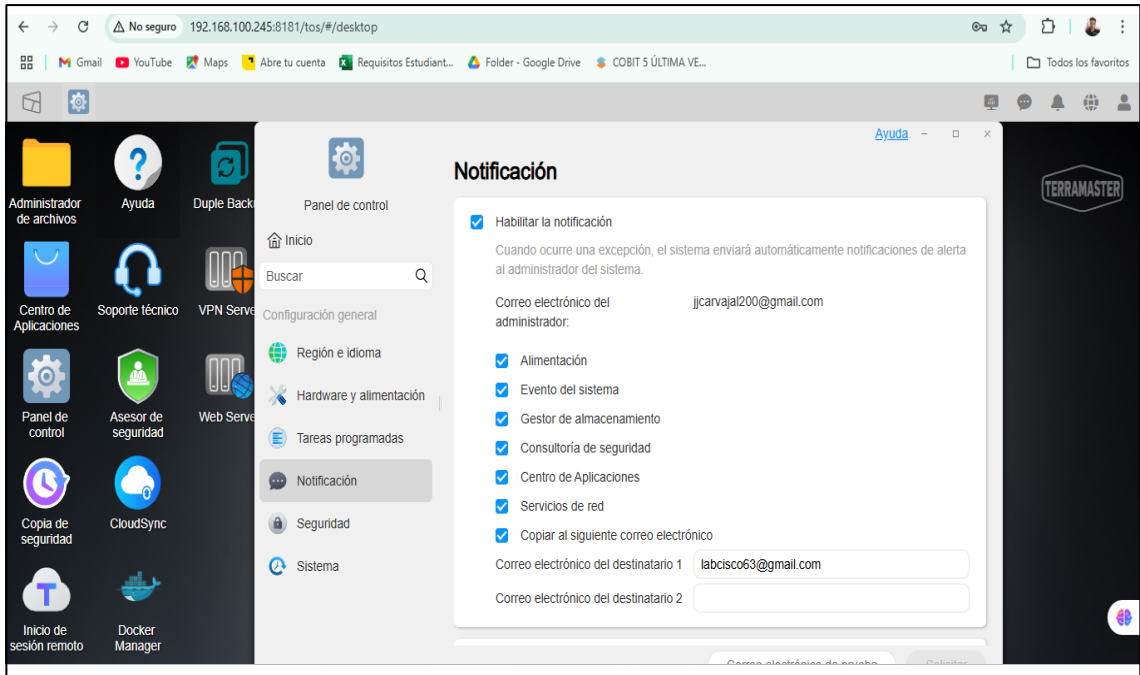 No seguro
192.168.100.245:8181/tos/#/desktop
Gmail
YouTube
Maps
Abre tu cuenta
Requisitos Estudiant...
Folder - Google Drive
COBIT 5 ÚLTIMA VE...
Todos los favoritos
Administrador
de archivos
Ayuda
Duple Back
Centro de
Aplicaciones
Soporte técnico
VPN Serve
Panel de
control
Asesor de
seguridad
Web Serve
Copia de
seguridad
CloudSync
T
Inicio de
sesión remoto
Docker
Manager
Panel de control
Inicio
Buscar
Configuración general
Región e idioma
Hardware y alimentación
Tareas programadas
Notificación
Seguridad
Sistema
Ayuda
Notificación
Habilitar la notificación
Cuando ocurre una excepción, el sistema enviará automáticamente notificaciones de alerta
al administrador del sistema.
Correo electrónico del
administrador:
jjcarvajal200@gmail.com
Alimentación
Evento del sistema
Gestor de almacenamiento
Consultoría de seguridad
Centro de Aplicaciones
Servicios de red
Copiar al siguiente correo electrónico
Correo electrónico del destinatario 1
labcisco63@gmail.com
Correo electrónico del destinatario 2
Correo electrónico de prueba
Solicitar
TERRAMASTER